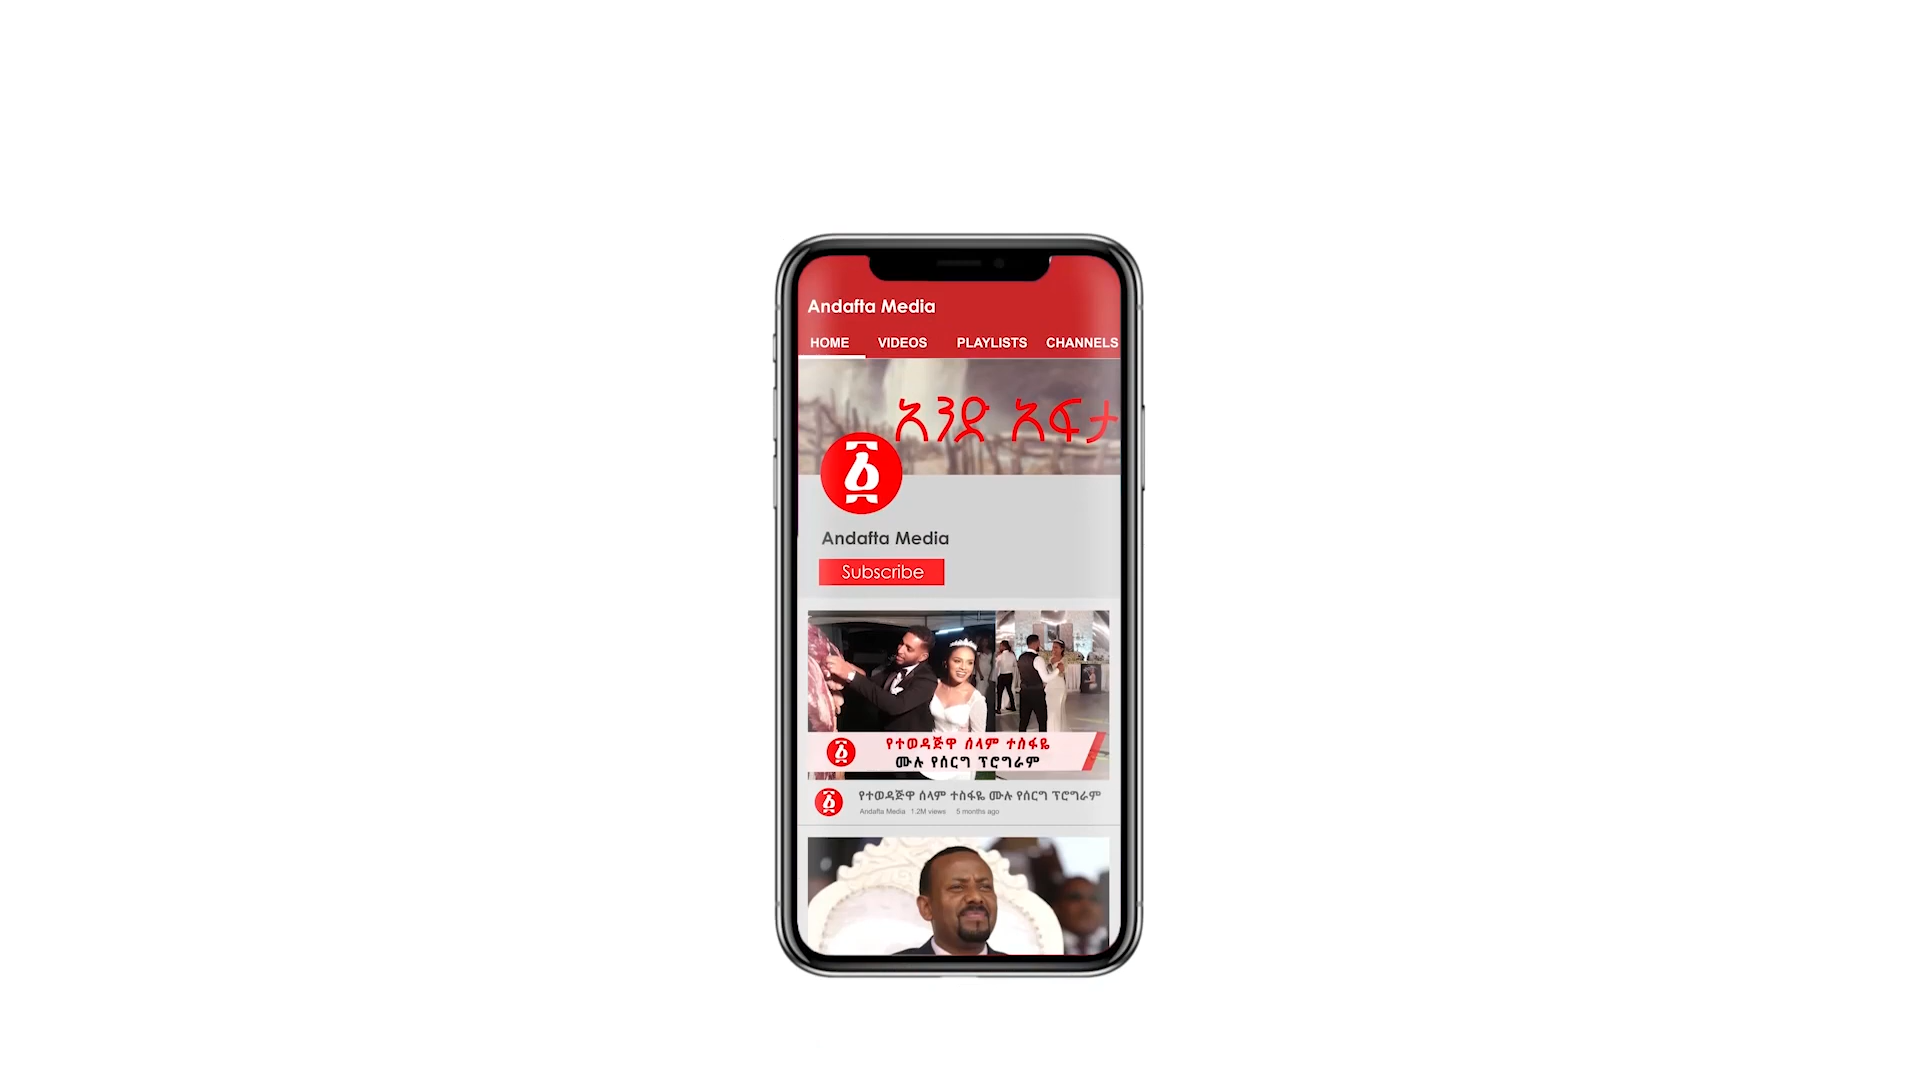 Andafta Media
HOME VIDEOS PLAYLISTS CHANNELS
አንድ አፍታ
Andafta Media
Subscribe
የተወዳጅዋ ሰላም ተስፋዬ
ሙሉ የሰርግ ፕሮግራም
የተወዳጅዋ ሰላም ተስፋዬ ሙሉ የሰርግ ፕሮግራም
Andafta Media 1.2M views 5 months ago